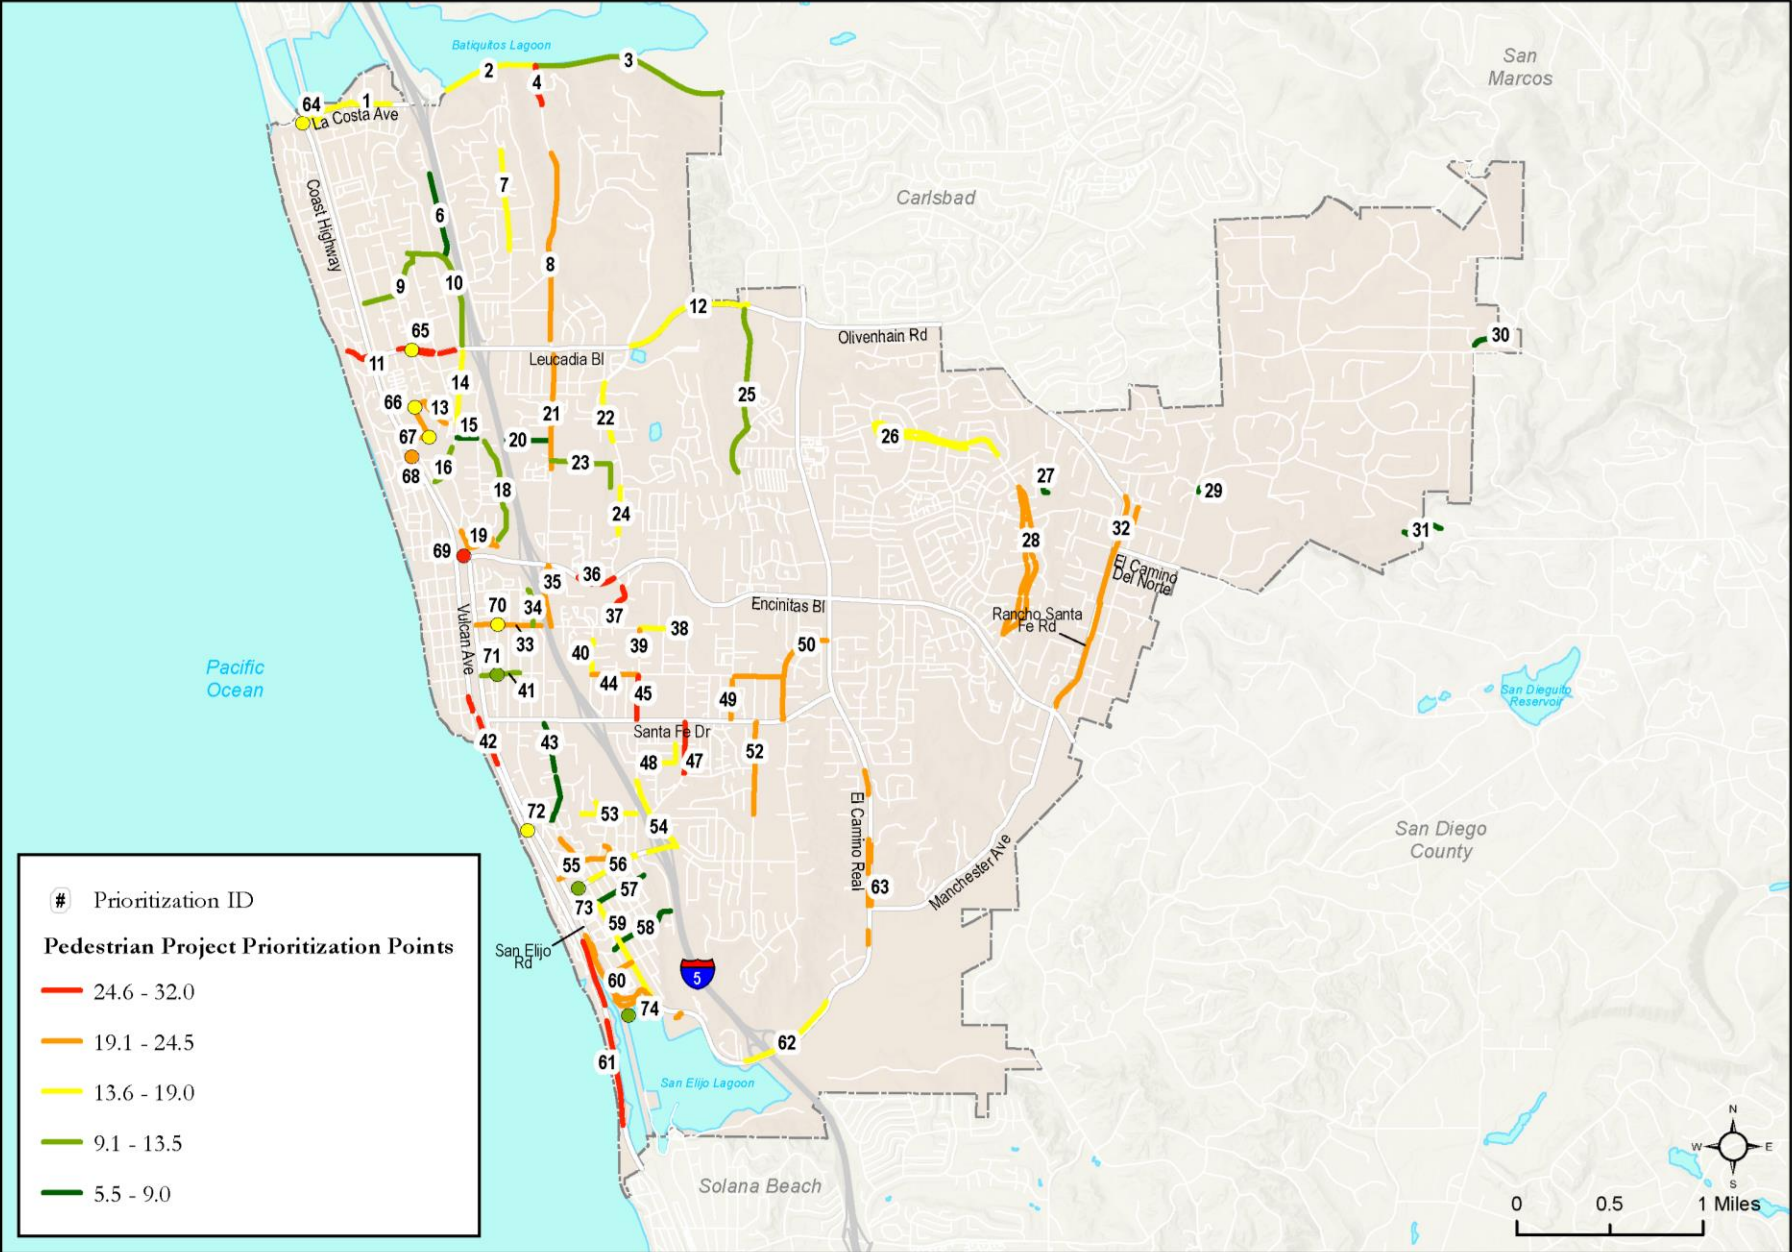 Batiquitos Lagoon
San
Marcos
2
3
4
64
1
La Costa Ave
7
Carlsbad
Coast Highway
6
8
9
10
12
65
Olivenhain Rd
30
11
Leucadia Bl
14
25
66
13
21
22
15
67
20
26
16
23
68
27
18
29
24
19
28
32
31
69
36
35
El Camino
Del Norte
70
34
37
Encinitas Bl
Rancho Santa
Fe Rd
Vulcan Ave
33
38
39
50
71
40
Pacific
Ocean
44
41
45
49
San Dieguito
Reservoir
42
43
Santa Fe Dr
52
48
47
72
53
54
El Camino Real
San Diego
County
55
56
Manchester Ave
57
63
73
59
58
San Elijo
Rd
60
5
74
62
61
San Elijo Lagoon
Solana Beach
# Prioritization ID
Pedestrian Project Prioritization Points
24.6 - 32.0
19.1 - 24.5
13.6 - 19.0
9.1 - 13.5
5.5 - 9.0
N
W E
S
0 0.5 1 Miles